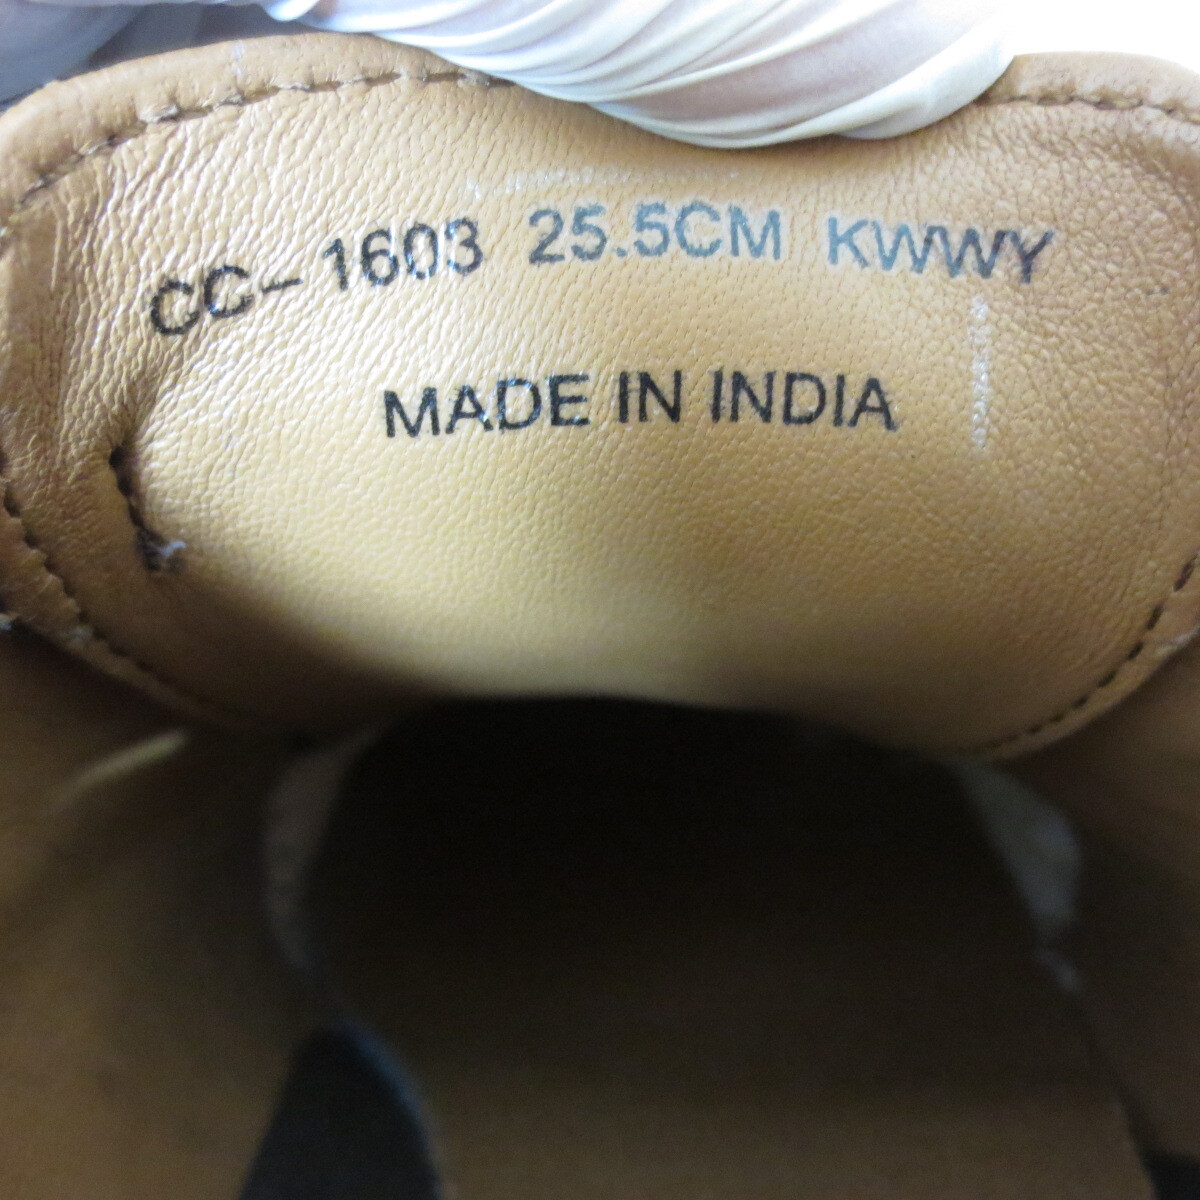 CC-1603 25.5CM KWWY
MADE IN INDIA